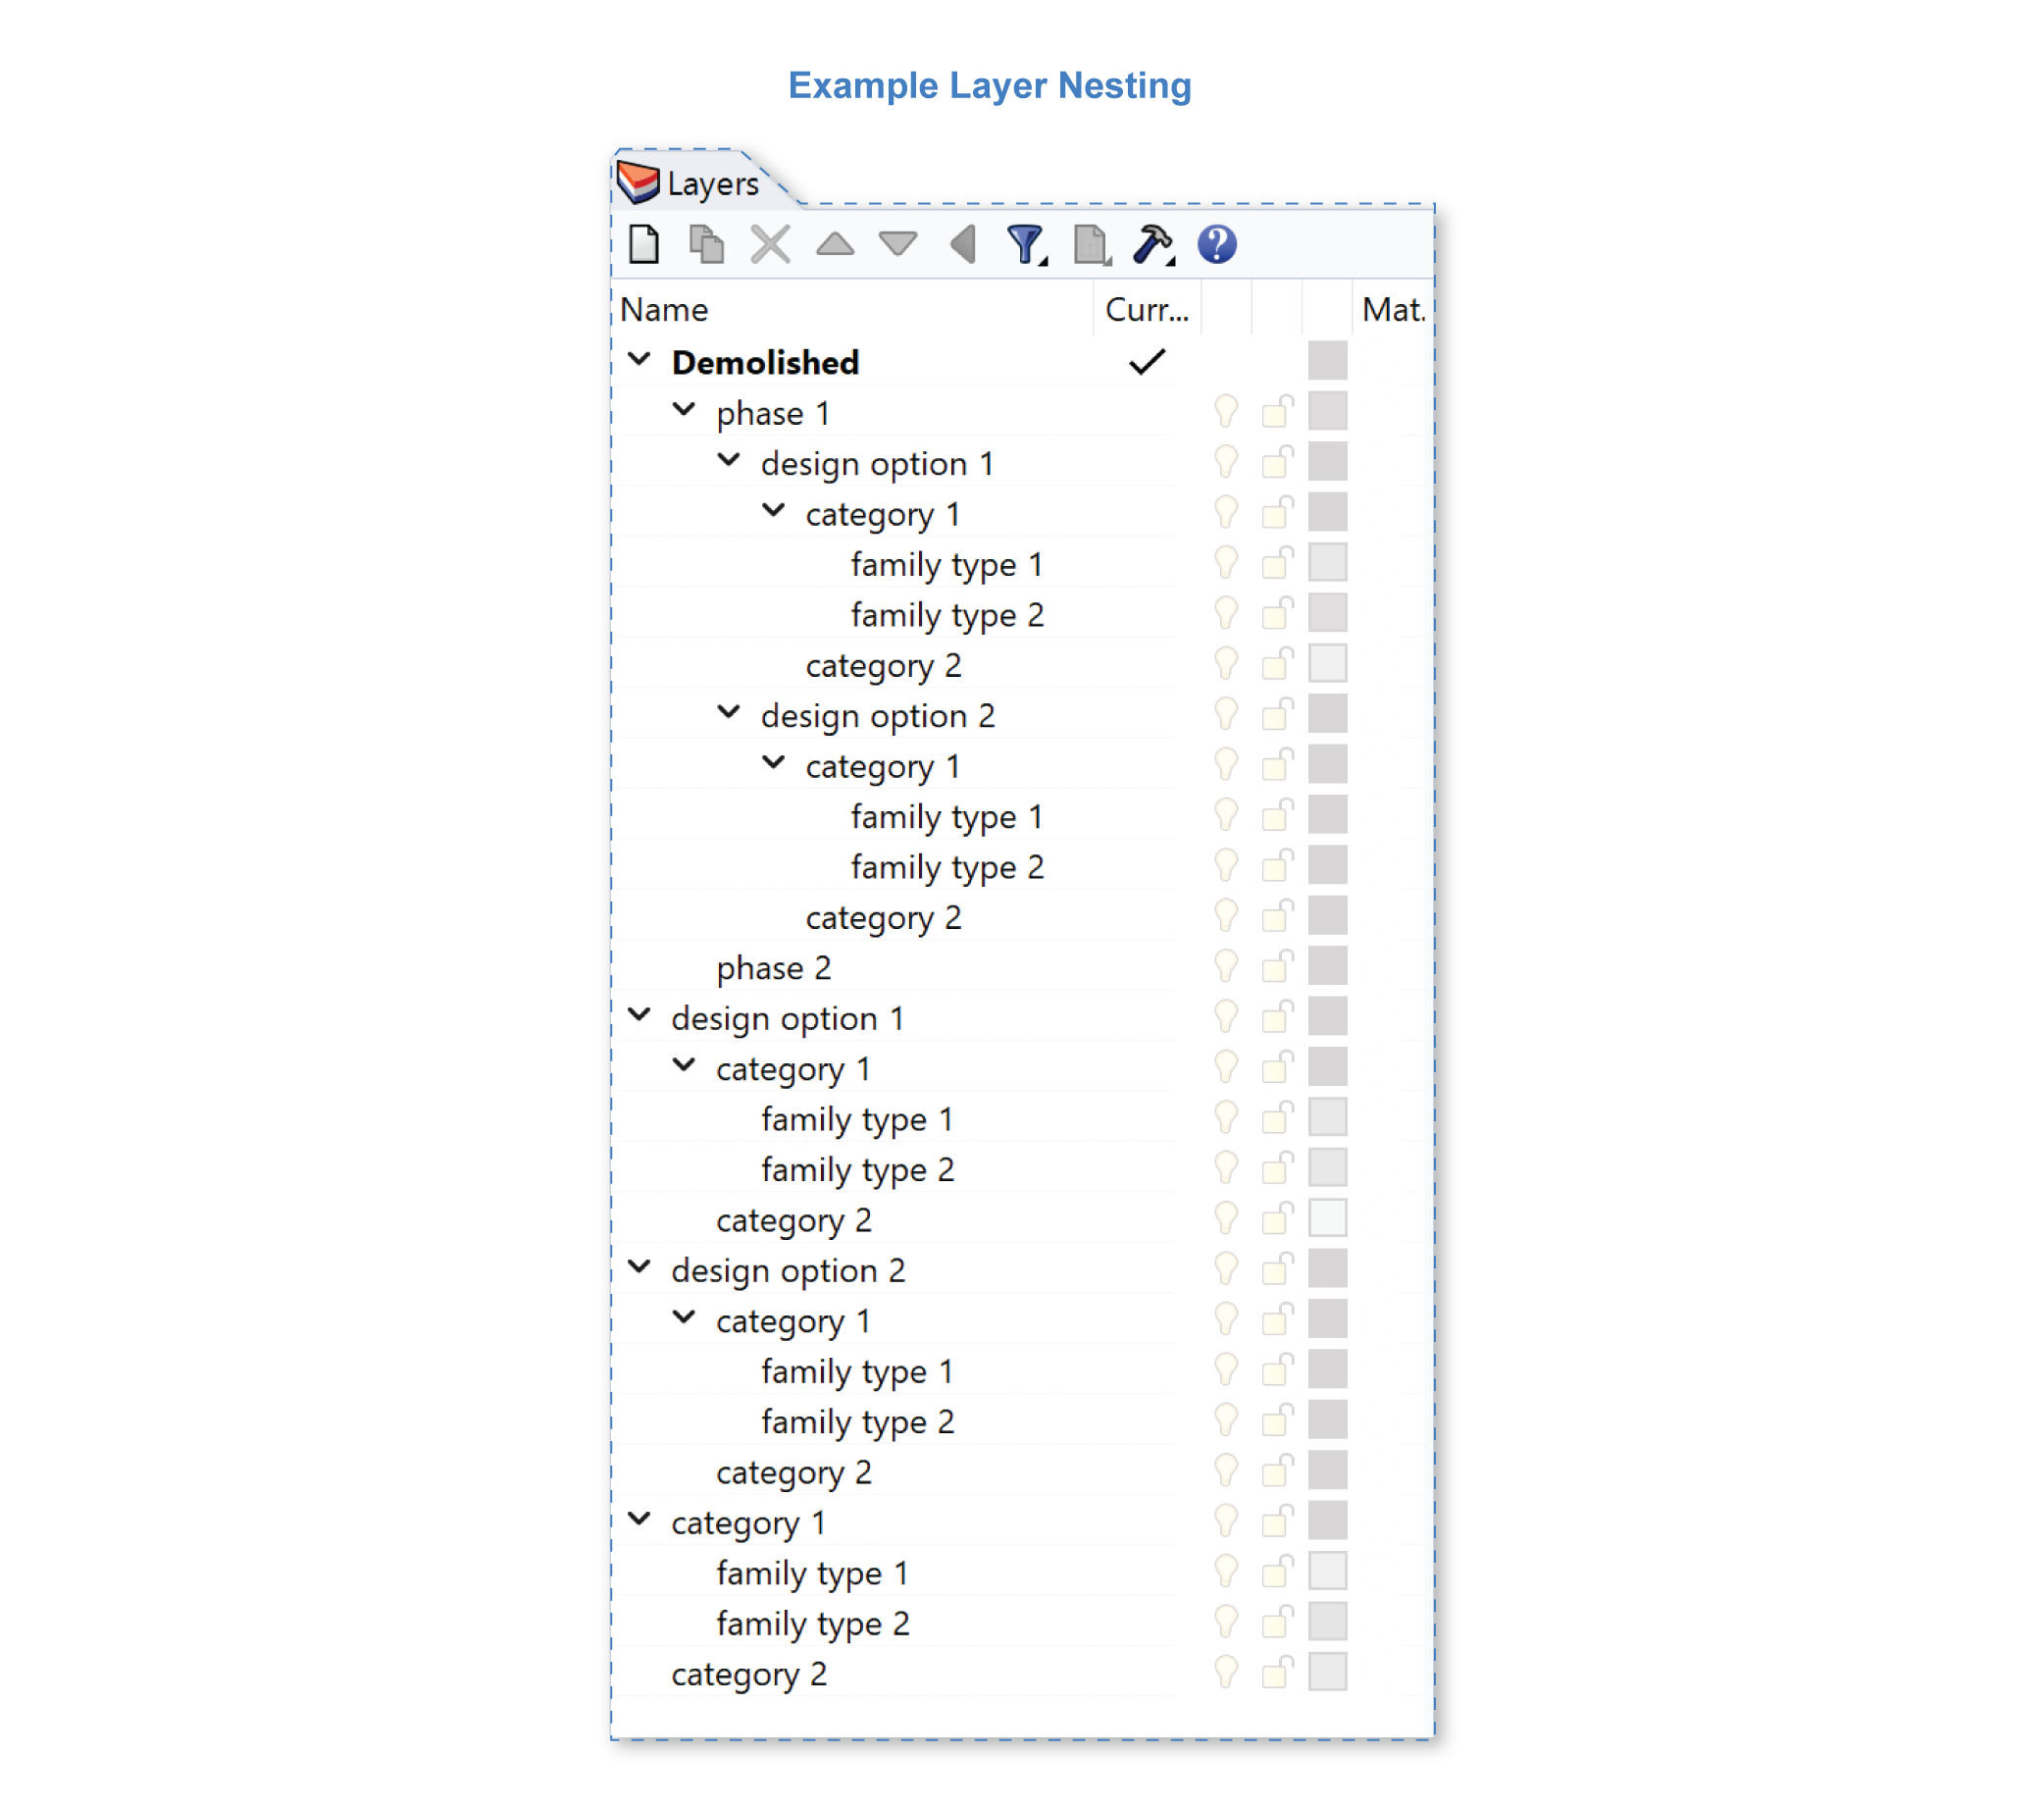 Example Layer Nesting
Layers
?
Name Curr... Mat.
Demolished
phase 1
design option 1
category 1
family type 1
family type 2
category 2
design option 2
category 1
family type 1
family type 2
category 2
phase 2
design option 1
category 1
family type 1
family type 2
category 2
design option 2
category 1
family type 1
family type 2
category 2
category 1
family type 1
family type 2
category 2